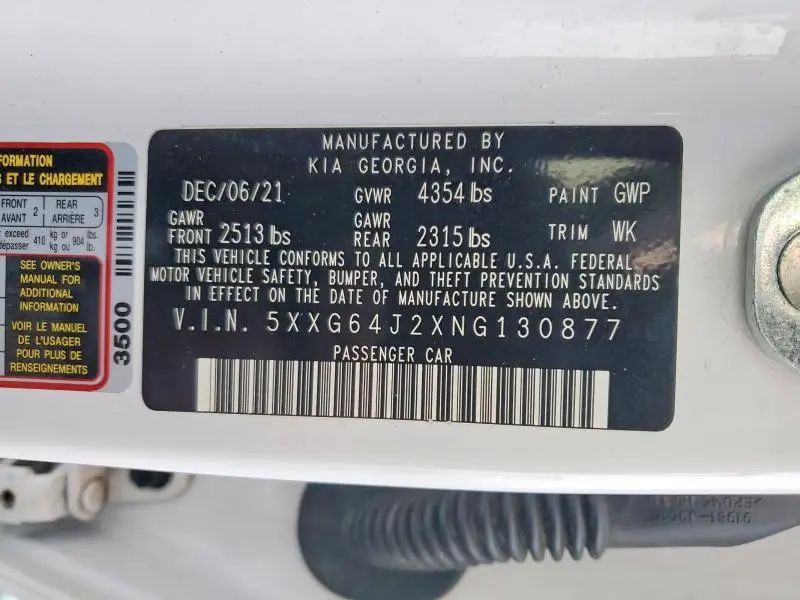 MANUFACTURED BY
KIA GEORGIA, INC.
DEC/06/21 GVWR 4354 lbs PAINT GWP
GAWR FRONT 2513 lbs GAWR REAR 2315 lbs TRIM WK
THIS VEHICLE CONFORMS TO ALL APPLICABLE U.S.A. FEDERAL
MOTOR VEHICLE SAFETY, BUMPER, AND THEFT PREVENTION STANDARDS
IN EFFECT ON THE DATE OF MANUFACTURE SHOWN ABOVE.
V.I.N. 5XXG64J2XNG130877
PASSENGER CAR
FORMATION
S ET LE CHARGEMENT
FRONT AVANT 2 REAR ARRIÈRE 3
exceed 410 kg or 904 lbs.
dépasser kg ou lb.
SEE OWNER'S
MANUAL FOR
ADDITIONAL
INFORMATION
VOIR LE MANUEL
DE L'USAGER
POUR PLUS DE
RENSEIGNEMENTS
3500